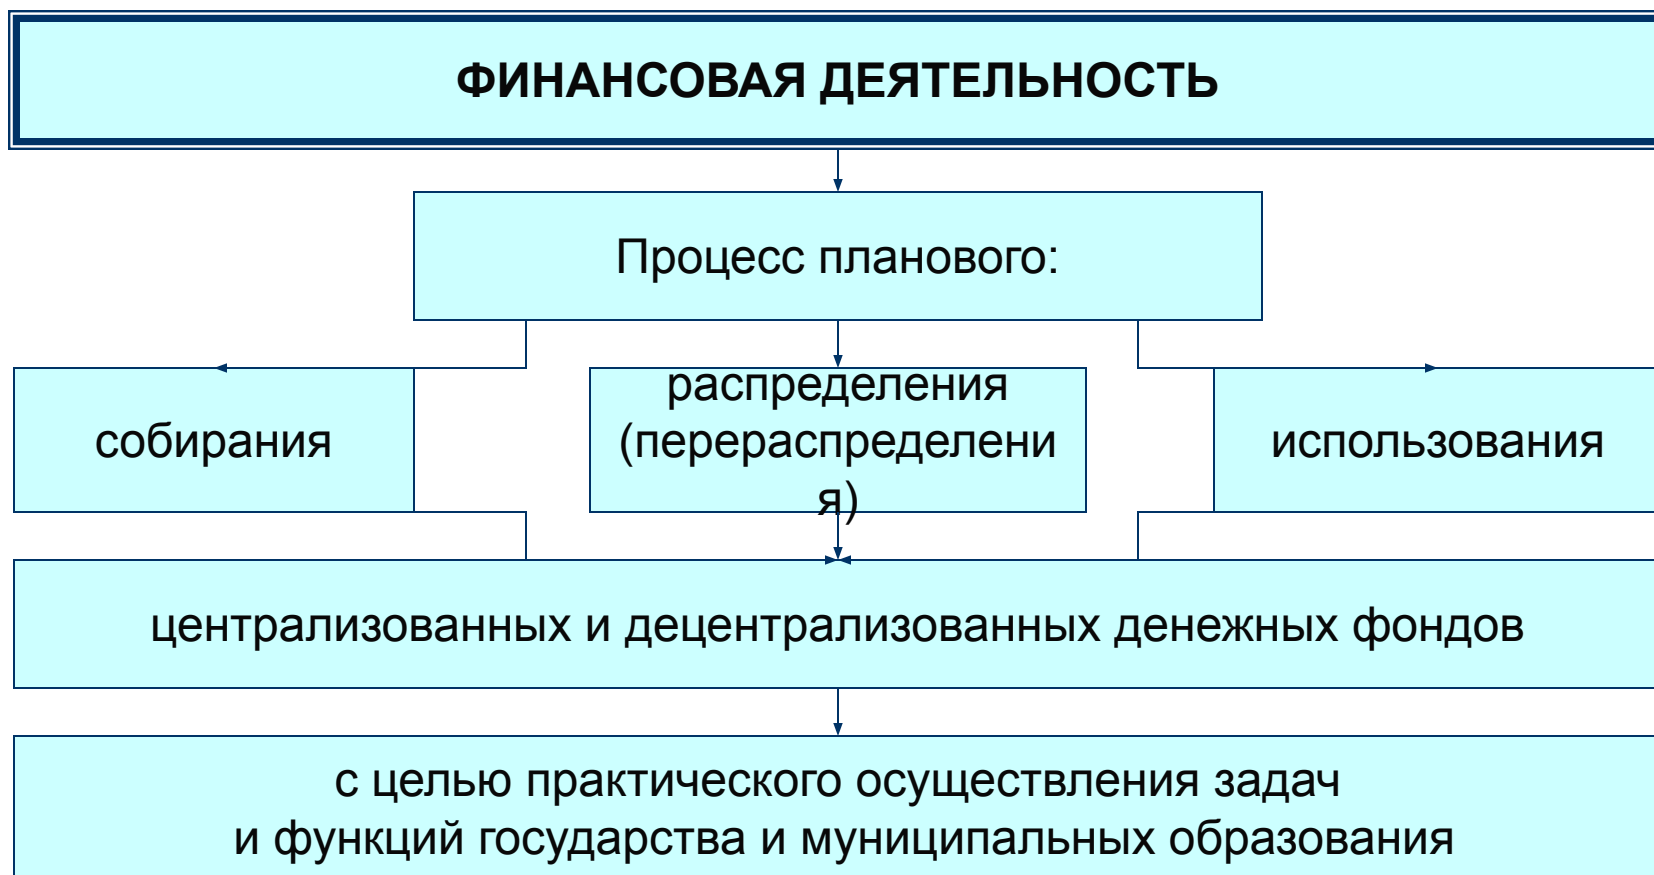 ФИНАНСОВАЯ ДЕЯТЕЛЬНОСТЬ
Процесс планового:
собирания
распределения
(перераспределени
я)
использования
централизованных и децентрализованных денежных фондов
с целью практического осуществления задач
и функций государства и муниципальных образования